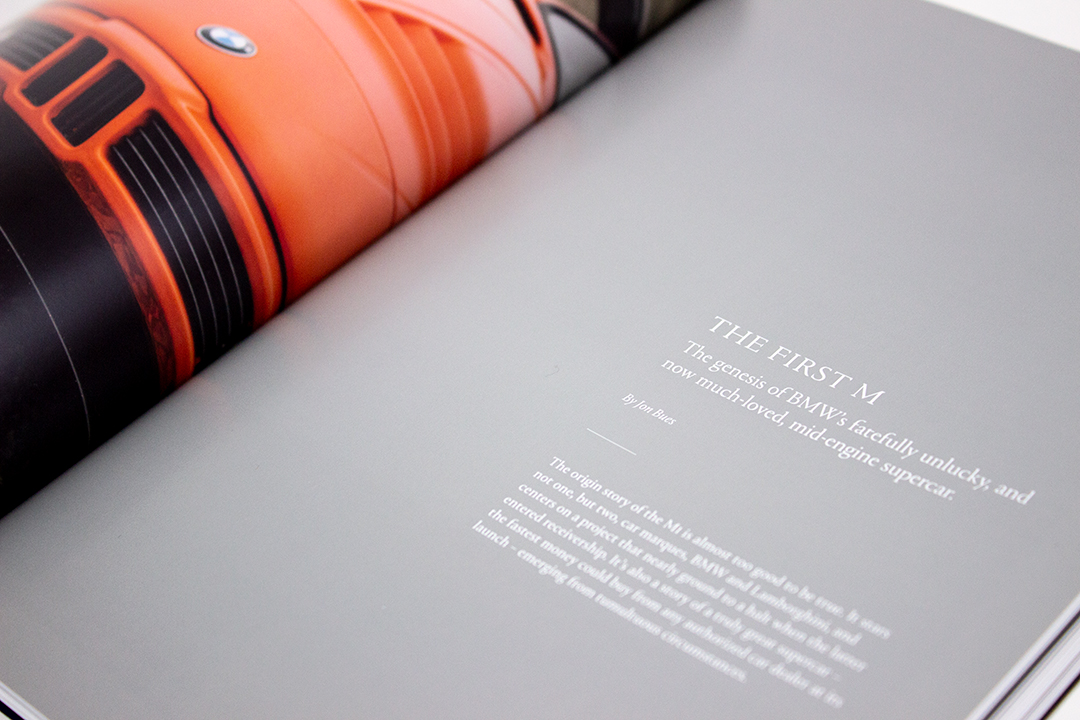 BMW
THE FIRST M
The genesis of BMW's fatefully unlucky, and
now much-loved, mid-engine supercar.
By Jon Bues
The origin story of the M1 is almost too good to be true. It stars
not one, but two, car marques, BMW and Lamborghini, and
centers on a project that nearly ground to a halt when the latter
entered receivership. It's also a story of a truly great supercar –
the fastest money could buy from any authorized car dealer at its
launch – emerging from tumultuous circumstances.